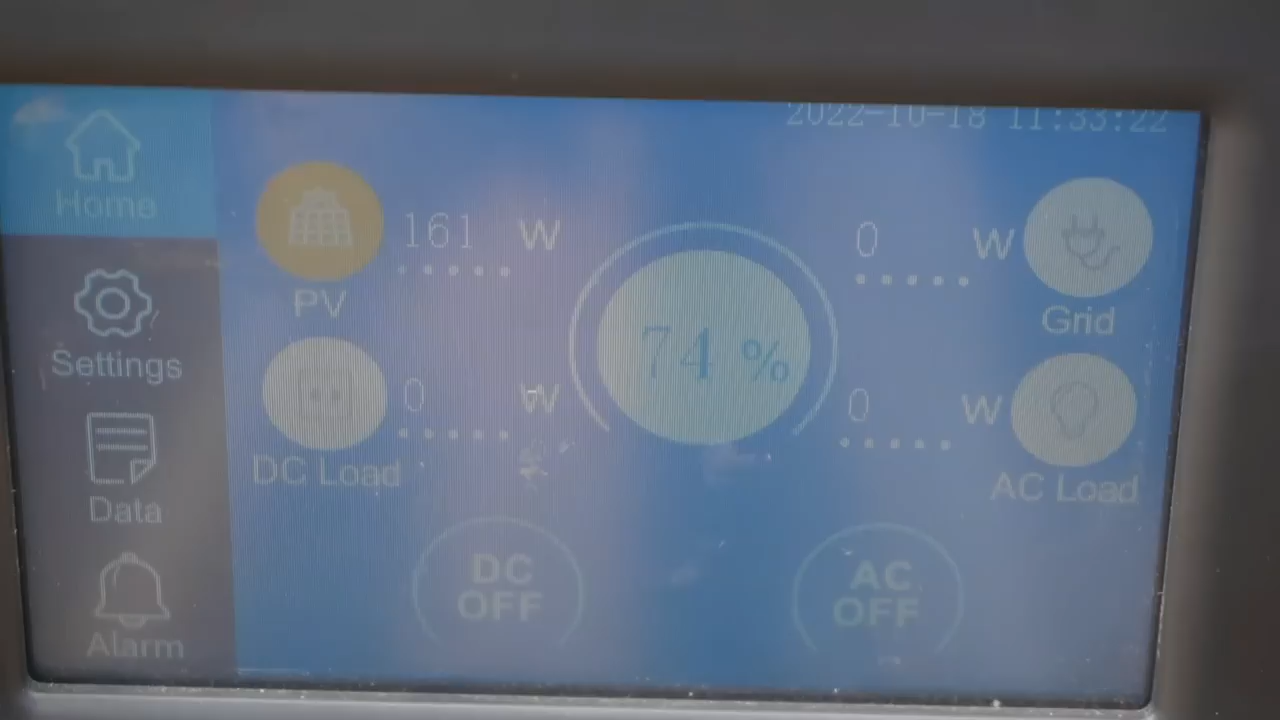 2022-10-18 11:33:22
Home
Settings
Data
Alarm
161 W
PV
0 W
DC Load
74 %
0 W
Grid
0 W
AC Load
DC
OFF
AC
OFF